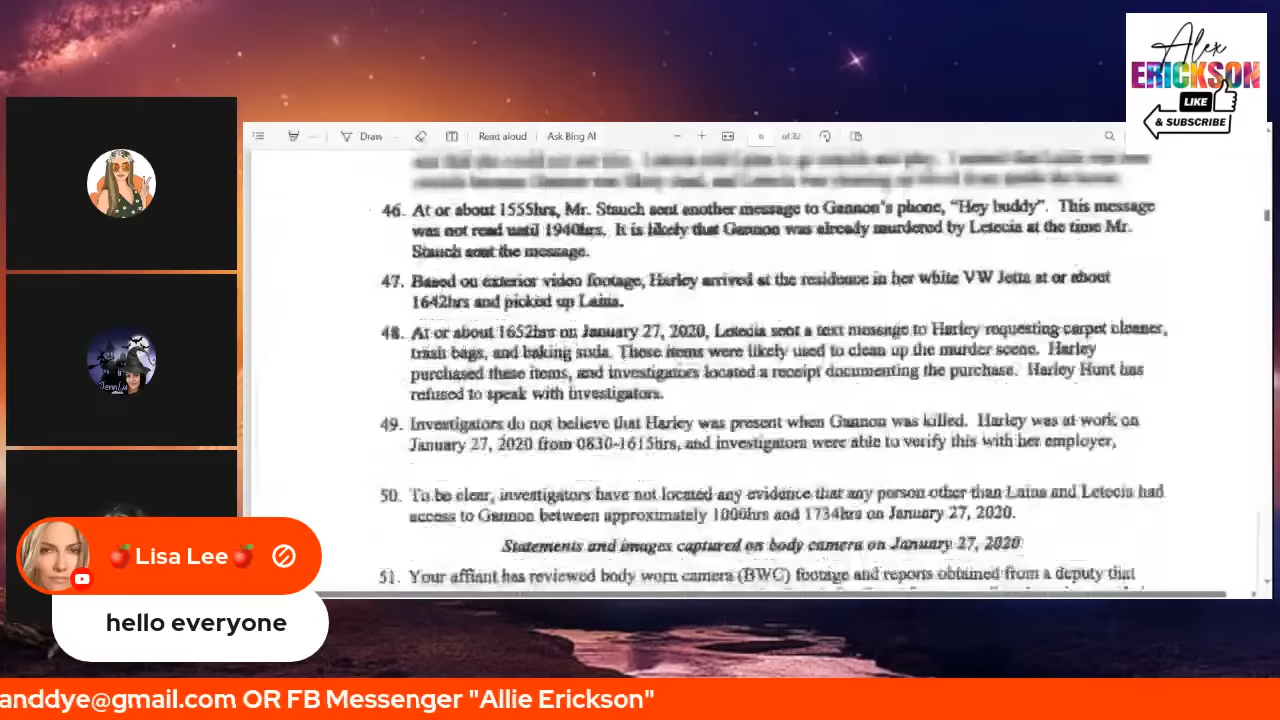 Alex
ERICKSON
LIKE
& SUBSCRIBE
Draw
Read aloud
Ask Bing AI
of 32
46. At or about 1555hrs, Mr. Stauch sent another message to Gannon's phone, "Hey buddy". This message
was not read until 1940hrs. It is likely that Gannon was already murdered by Letecia at the time Mr.
Stauch sent the message.
47. Based on exterior video footage, Harley arrived at the residence in her white VW Jetta at or about
1642hrs and picked up Laina.
48. At or about 1652hrs on January 27, 2020, Letecia sent a text message to Harley requesting carpet cleaner,
trash bags, and baking soda. These items were likely used to clean up the murder scene. Harley
purchased these items, and investigators located a receipt documenting the purchase. Harley Hunt has
refused to speak with investigators.
49. Investigators do not believe that Harley was present when Gannon was killed. Harley was at work on
January 27, 2020 from 0830-1615hrs, and investigators were able to verify this with her employer,
50. To be clear, investigators have not located any evidence that any person other than Laina and Letecia had
access to Gannon between approximately 1000hrs and 1734hrs on January 27, 2020.
Statements and images captured on body camera on January 27, 2020
51. Your affiant has reviewed body worn camera (BWC) footage and reports obtained from a deputy that
Lisa Lee
hello everyone
anddye@gmail.com OR FB Messenger "Allie Erickson"